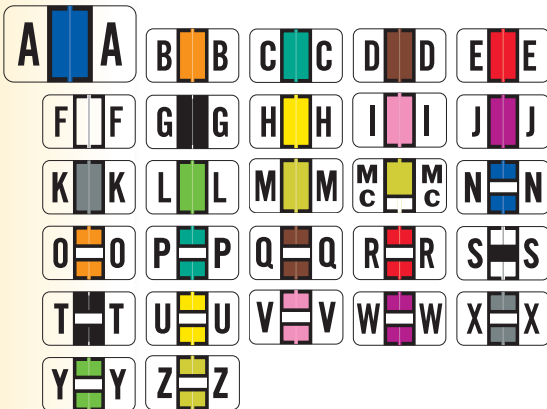 A A B B C C D D E E
F F G G H H I I J J
K K L L M M MC MC N N
O O P P Q Q R R S S
T T U U V V W W X X
Y Y Z Z